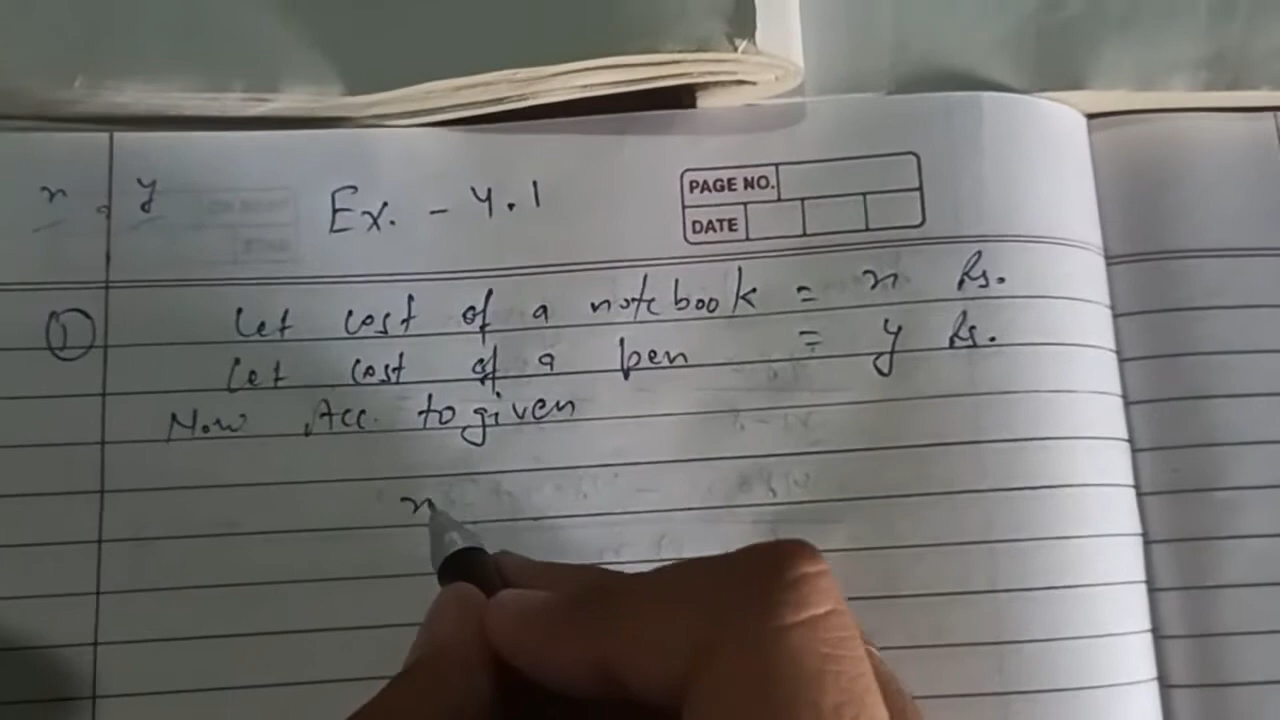 x, y
Ex. - 4.1
PAGE NO.
DATE
① Let cost of a notebook = x Rs.
Let cost of a pen = y Rs.
Now Acc. to given
x